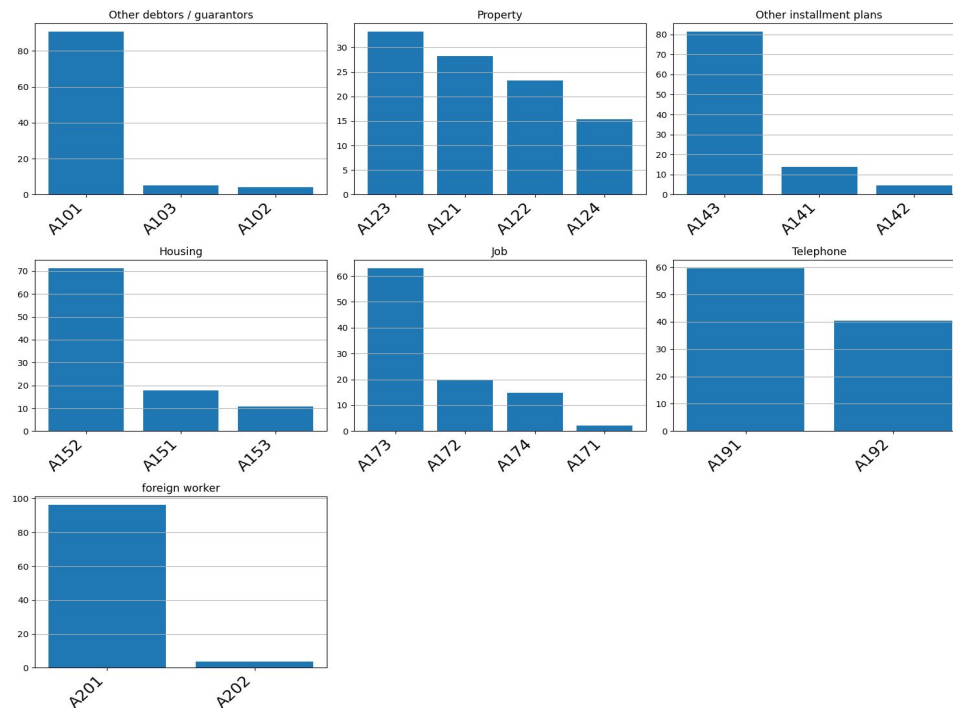 Other debtors / guarantors
80
60
40
20
0
A101
A103
A102
Property
30
25
20
15
10
5
0
A123
A121
A122
A124
Other installment plans
80
70
60
50
40
30
20
10
0
A143
A141
A142
Housing
70
60
50
40
30
20
10
0
A152
A151
A153
Job
60
50
40
30
20
10
0
A173
A172
A174
A171
Telephone
60
50
40
30
20
10
0
A191
A192
foreign worker
100
80
60
40
20
0
A201
A202